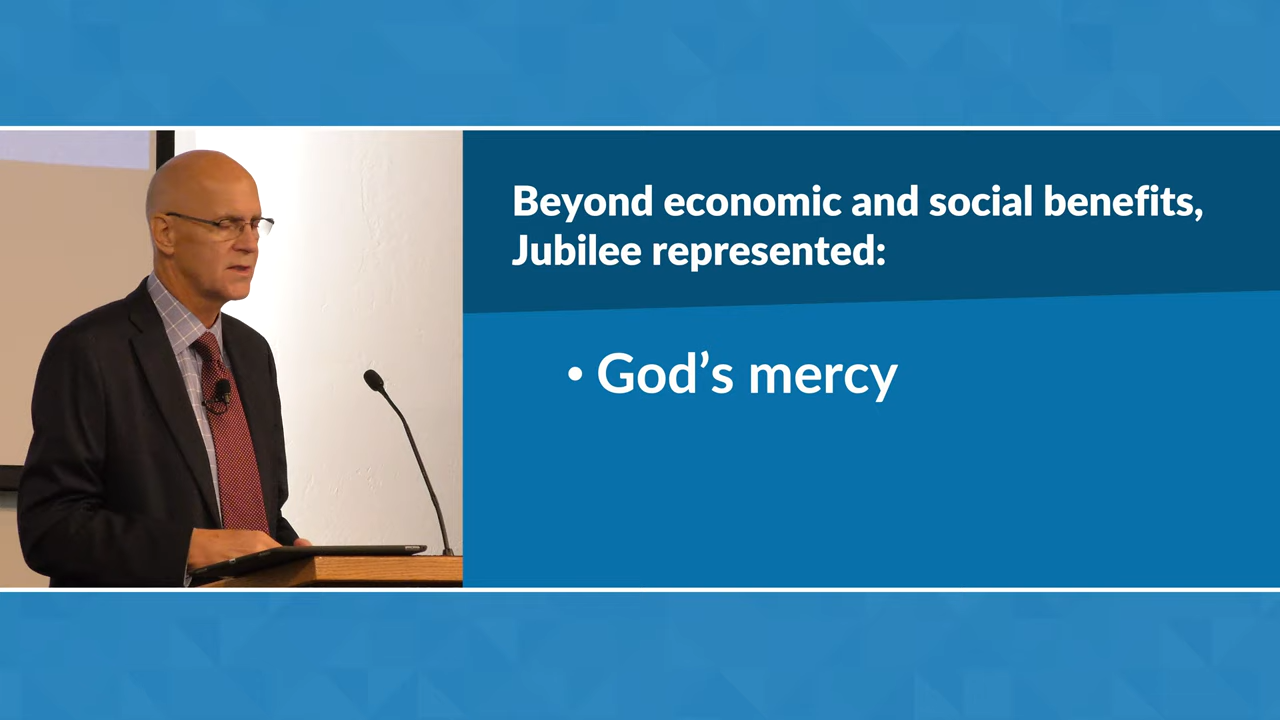 Beyond economic and social benefits,
Jubilee represented:
• God’s mercy